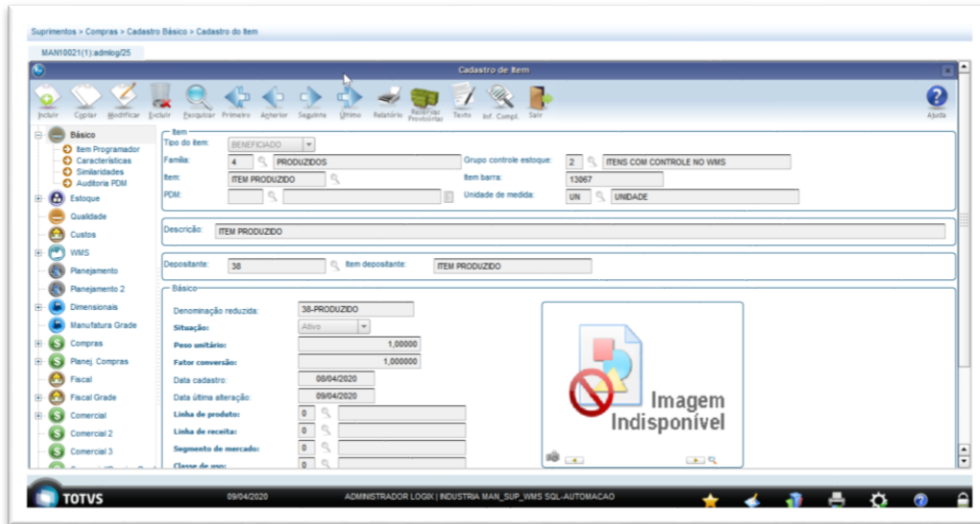 Suprimentos > Compras > Cadastro Básico > Cadastro do Item
MAN10021(1):admlog/25
Cadastro de Item
Incluir Copiar Modificar Excluir Pesquisar Primeiro Anterior Seguinte Último Relatório Reservas Provisórias Texto Inf. Compl. Sair Ajuda
Básico
Item Programador
Características
Similaridades
Auditoria PDM
Estoque
Qualidade
Custos
WMS
Planejamento
Planejamento 2
Dimensionais
Manufatura Grade
Compras
Planej. Compras
Fiscal
Fiscal Grade
Comercial
Comercial 2
Comercial 3
Item
Tipo do item: BENEFICIADO
Família: 4 PRODUZIDOS Grupo controle estoque: 2 ITENS COM CONTROLE NO WMS
Item: ITEM PRODUZIDO Item barra: 13067
PDM: Unidade de medida: UN UNIDADE
Descrição: ITEM PRODUZIDO
Depositante: 38 Item depositante: ITEM PRODUZIDO
Básico
Denominação reduzida: 38-PRODUZIDO
Situação: Ativo
Peso unitário: 1,00000
Fator conversão: 1,000000
Data cadastro: 08/04/2020
Data última alteração: 09/04/2020
Linha de produto: 0
Linha de receita: 0
Segmento de mercado: 0
Classe de uso: 0
Imagem
Indisponível
TOTVS 09/04/2020 ADMINISTRADOR LOGIX | INDUSTRIA MAN_SUP_WMS SQL-AUTOMACAO